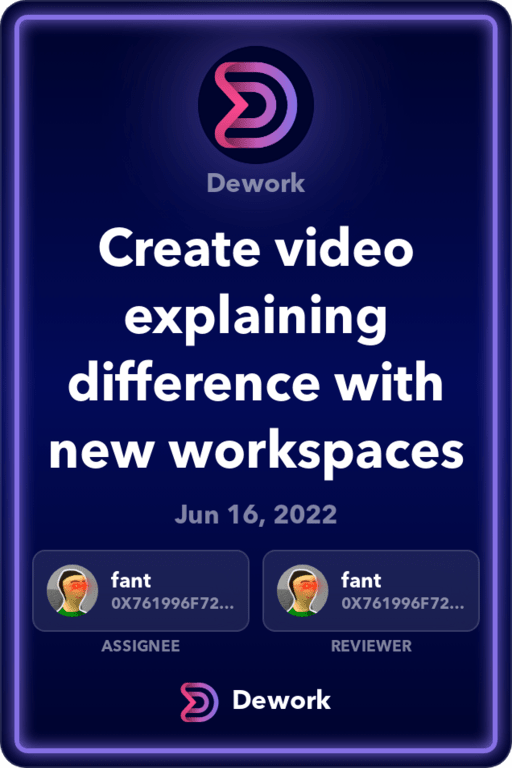 Dework
Create video
explaining
difference with
new workspaces
Jun 16, 2022
fant
0X761996F72...
ASSIGNEE
fant
0X761996F72...
REVIEWER
Dework